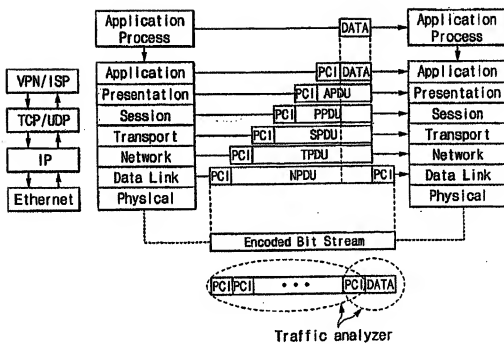 Application Process DATA Application Process
Application PCI DATA Application
VPN/ISP Presentation PCI APDU Presentation
TCP/UDP Session PCI PPDU Session
Transport PCI SPDU Transport
IP Network PCI TPDU Network
Ethernet Data Link PCI NPDU PCI Data Link
Physical Physical
Encoded Bit Stream
PCI PCI ••• PCI DATA
Traffic analyzer